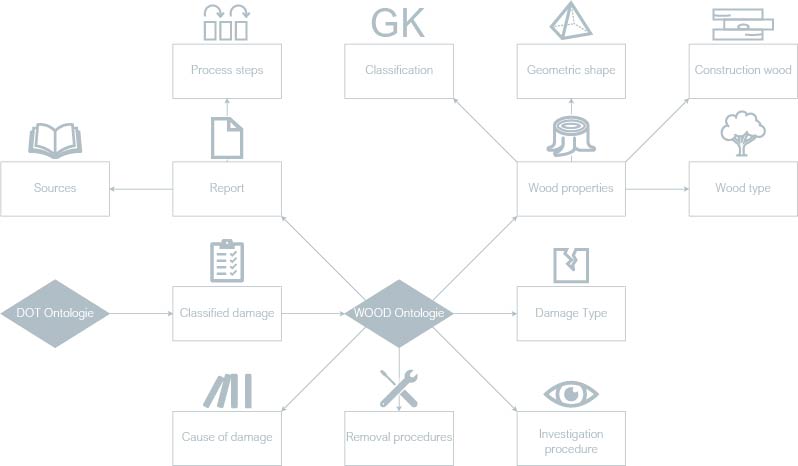 GK
Process steps
Classification
Geometric shape
Construction wood
Sources
Report
Wood properties
Wood type
DOT Ontologie
Classified damage
WOOD Ontologie
Damage Type
Cause of damage
Removal procedures
Investigation
procedure